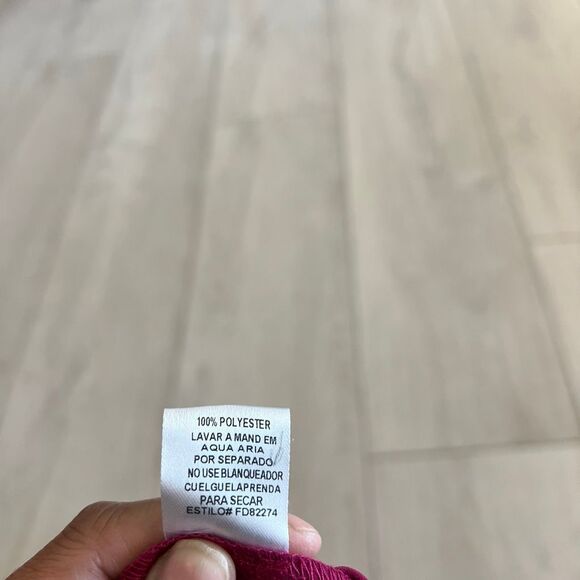 100% POLYESTER
LAVAR A MAND EM
AQUA ARIA
POR SEPARADO
NO USE BLANQUEADOR
CUELGUELAPRENDA
PARA SECAR
ESTILO# FD82274